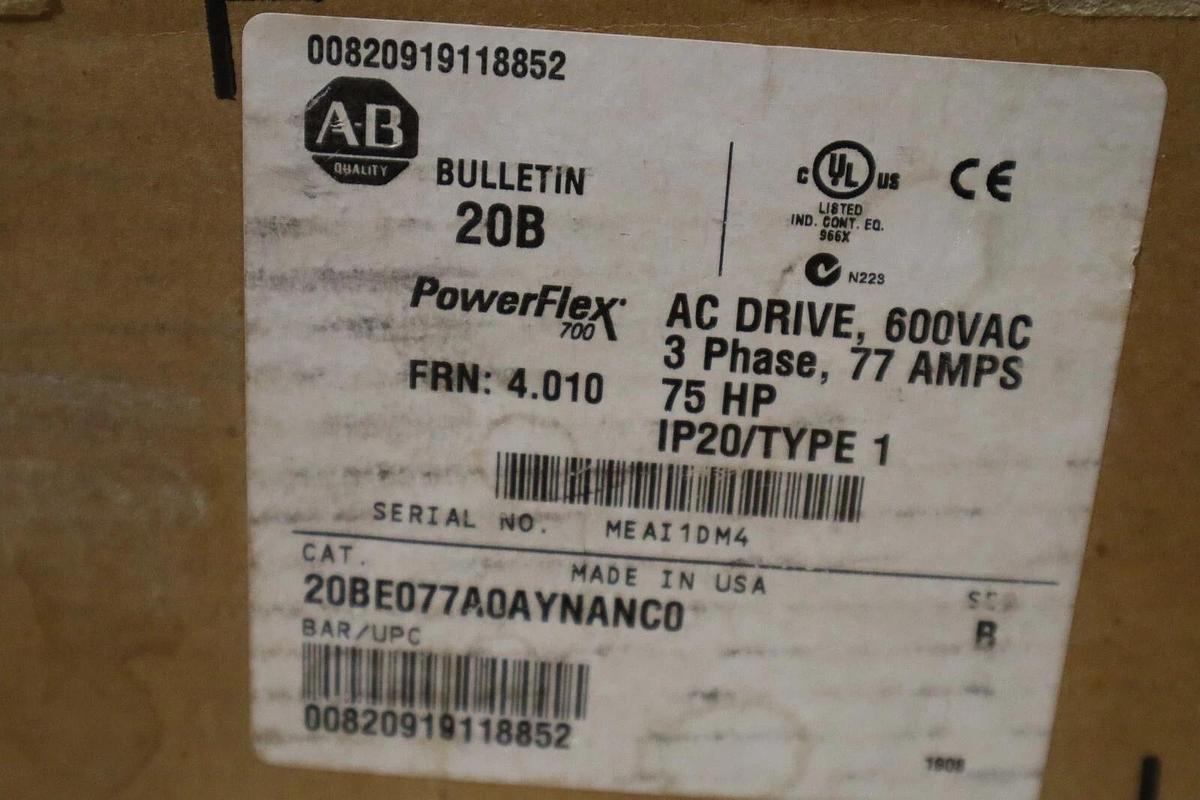 00820919118852
A-B
QUALITY
BULLETIN
20B
PowerFlex
700
FRN: 4.010
C UL US
LISTED
IND. CONT. EQ.
966X
CE
N223
AC DRIVE, 600VAC
3 Phase, 77 AMPS
75 HP
IP20/TYPE 1
SERIAL NO. MEAI1DM4
MADE IN USA
CAT.
20BE077A0AYNANC0
SER
B
BAR/UPC
00820919118852
1908